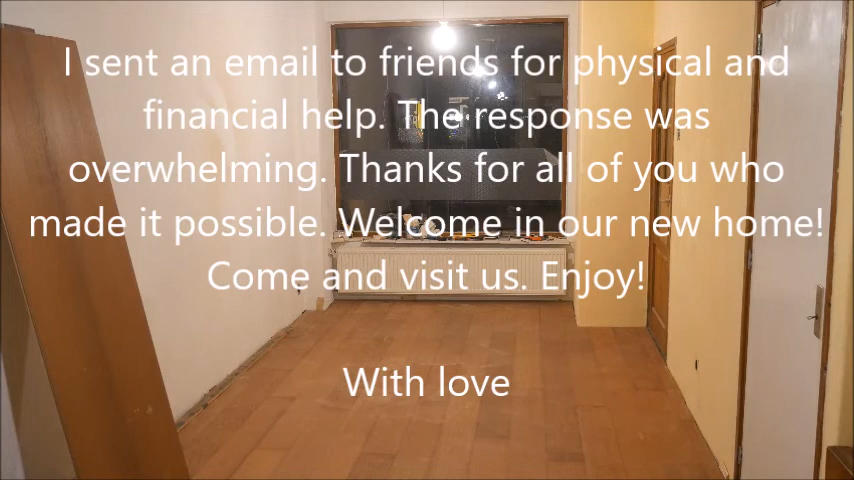 I sent an email to friends for physical and
financial help. The response was
overwhelming. Thanks for all of you who
made it possible. Welcome in our new home!
Come and visit us. Enjoy!
With love